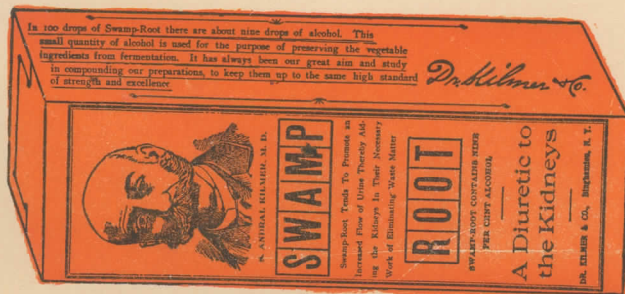 In 100 drops of Swamp-Root there are about nine drops of alcohol. This
small quantity of alcohol is used for the purpose of preserving the vegetable
ingredients from fermentation. It has always been our great aim and study
in compounding our preparations, to keep them up to the same high standard
of strength and excellence
Dr. Kilmer & Co.
S. ANDRAL KILMER, M. D.
SWAMP
Swamp-Root Tends To Promote an
Increased Flow of Urine Thereby Aid-
ing the Kidneys In Their Necessary
Work of Eliminating Waste Matter
ROOT
SWAMP-ROOT CONTAINS NINE
PER CENT ALCOHOL
A Diuretic to
the Kidneys
DR. KILMER & CO., Binghamton, N. Y.